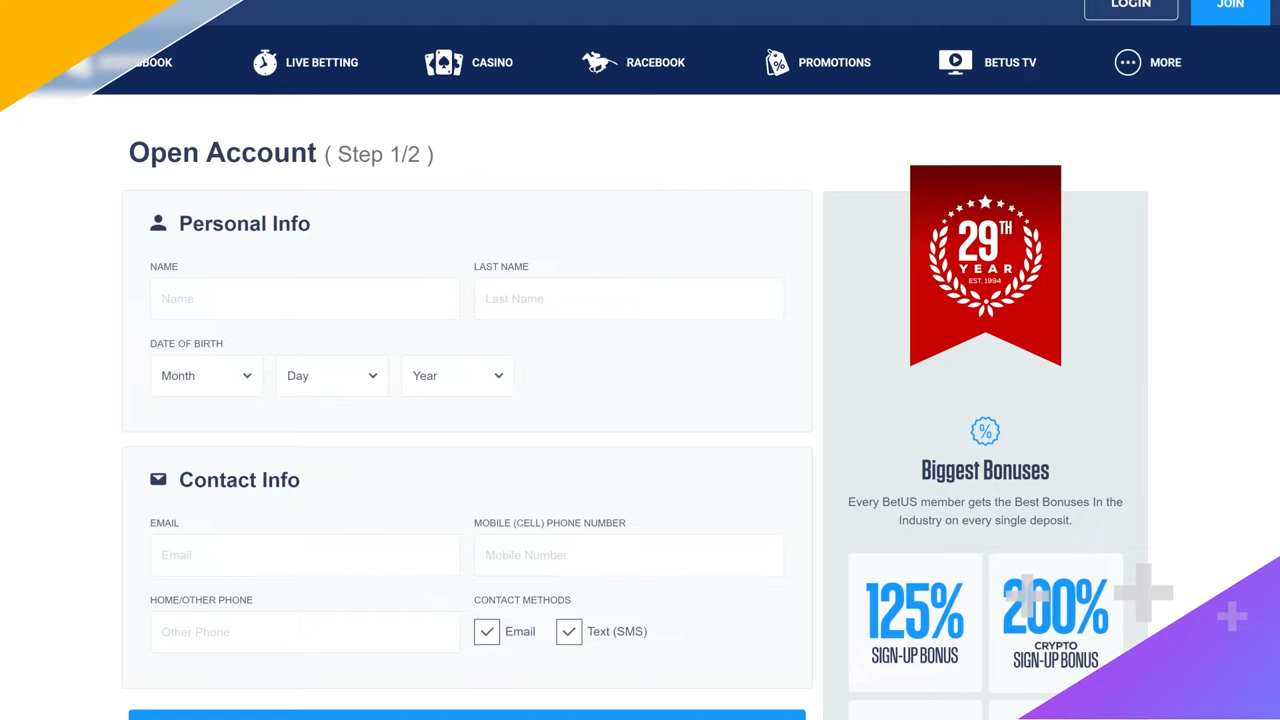 LOGIN
JOIN
LIVE BETTING
CASINO
RACEBOOK
PROMOTIONS
BETUS TV
MORE
Open Account ( Step 1/2 )
Personal Info
NAME
LAST NAME
Name
Last Name
DATE OF BIRTH
Month
Day
Year
Contact Info
EMAIL
MOBILE (CELL) PHONE NUMBER
Email
Mobile Number
HOME/OTHER PHONE
CONTACT METHODS
Other Phone
Email
Text (SMS)
29TH
YEAR
EST. 1994
%
Biggest Bonuses
Every BetUS member gets the Best Bonuses In the
Industry on every single deposit.
125%
SIGN-UP BONUS
200%
CRYPTO
SIGN-UP BONUS